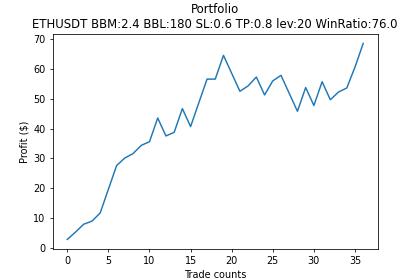 Portfolio
ETHUSDT BBM:2.4 BBL:180 SL:0.6 TP:0.8 lev:20 WinRatio:76.0
70
60
50
40
30
20
10
0
Profit ($)
0 5 10 15 20 25 30 35
Trade counts